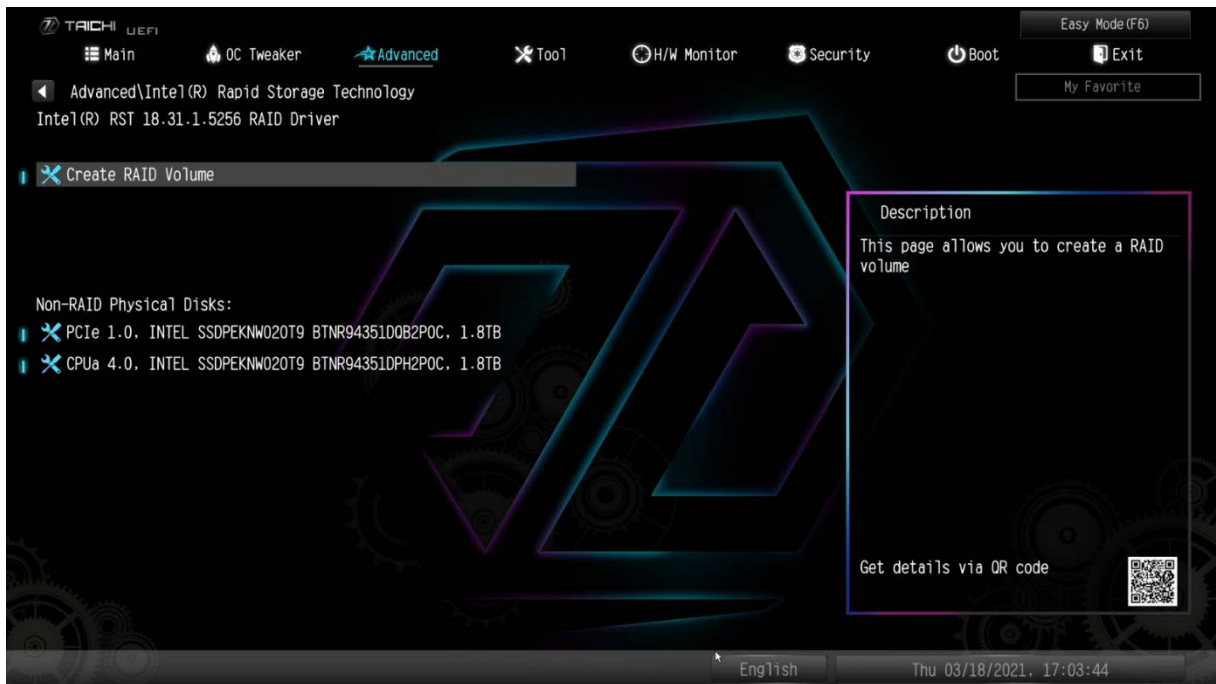 TAICHI UEFI
Easy Mode(F6)
Main OC Tweaker Advanced Tool H/W Monitor Security Boot Exit
Advanced\Intel(R) Rapid Storage Technology
My Favorite
Intel(R) RST 18.31.1.5256 RAID Driver
Create RAID Volume
Description
This page allows you to create a RAID
volume
Non-RAID Physical Disks:
PCIe 1.0, INTEL SSDPEKNW020T9 BTNR94351DQB2P0C, 1.8TB
CPUa 4.0, INTEL SSDPEKNW020T9 BTNR94351DPH2P0C, 1.8TB
Get details via QR code
English
Thu 03/18/2021, 17:03:44